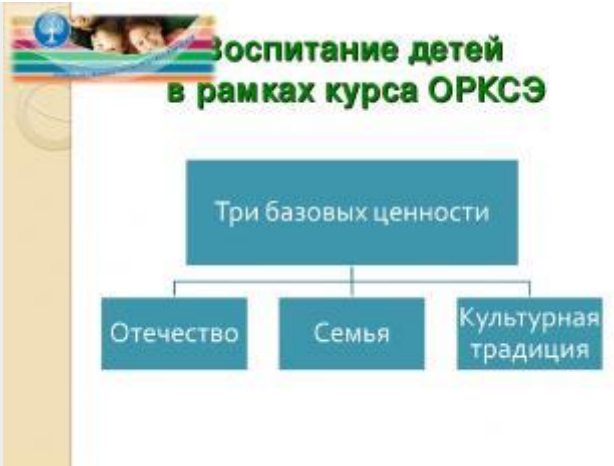 Воспитание детей
в рамках курса ОРКСЭ
Три базовых ценности
Отечество
Семья
Культурная
традиция